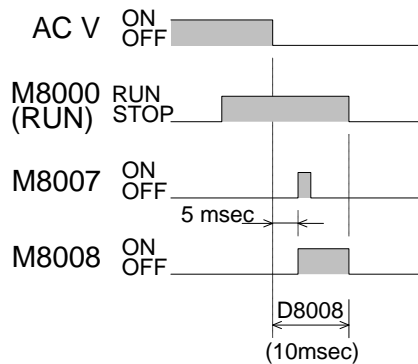 AC V ON
OFF
M8000 RUN
(RUN) STOP
M8007 ON
OFF
5 msec
M8008 ON
OFF
D8008
(10msec)